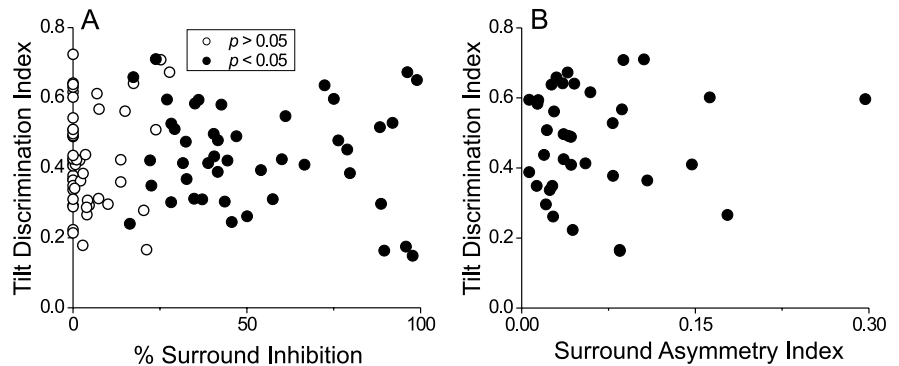 A
B
p > 0.05
p < 0.05
Tilt Discrimination Index
0.8
0.6
0.4
0.2
0.0
0
50
100
% Surround Inhibition
Tilt Discrimination Index
0.8
0.6
0.4
0.2
0.0
0.00
0.15
0.30
Surround Asymmetry Index